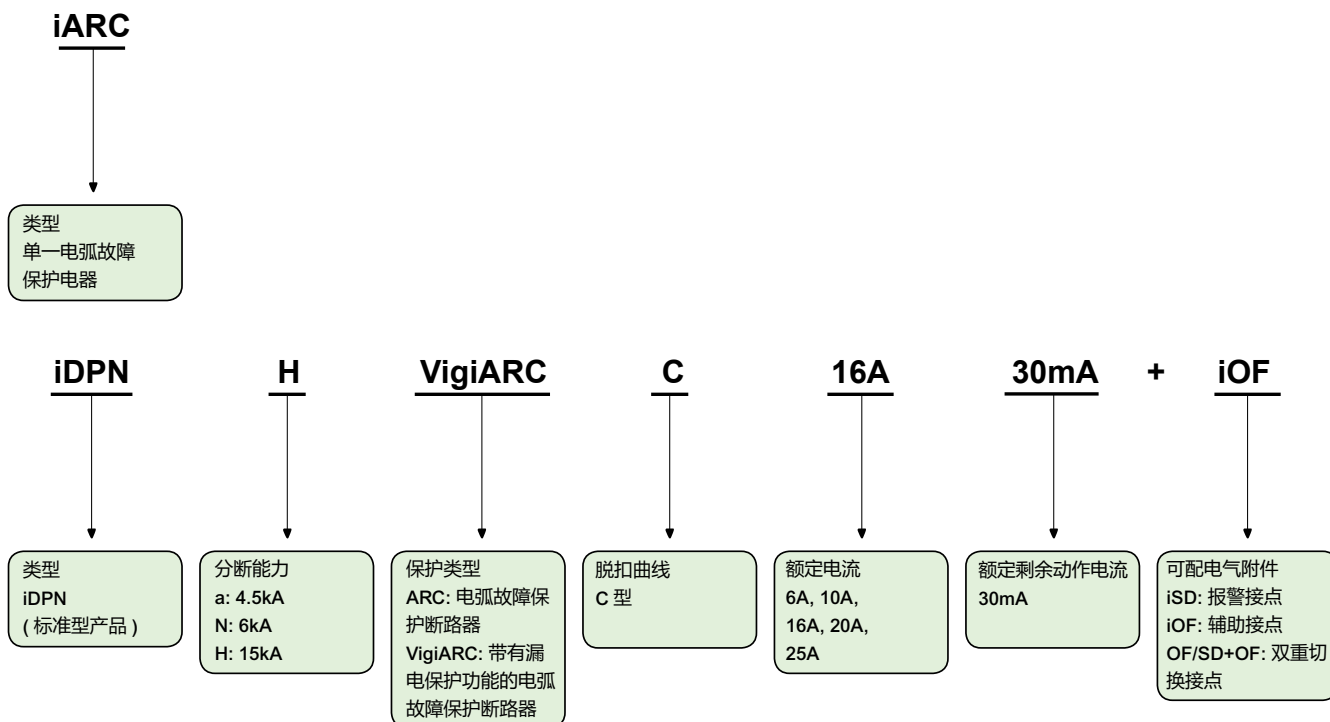 iARC
类型
单一电弧故障
保护电器
iDPN H VigiARC C 16A 30mA + iOF
类型
iDPN
( 标准型产品 )
分断能力
a: 4.5kA
N: 6kA
H: 15kA
保护类型
ARC: 电弧故障保
护断路器
VigiARC: 带有漏
电保护功能的电弧
故障保护断路器
脱扣曲线
C 型
额定电流
6A, 10A,
16A, 20A,
25A
额定剩余动作电流
30mA
可配电气附件
iSD: 报警接点
iOF: 辅助接点
OF/SD+OF: 双重切
换接点